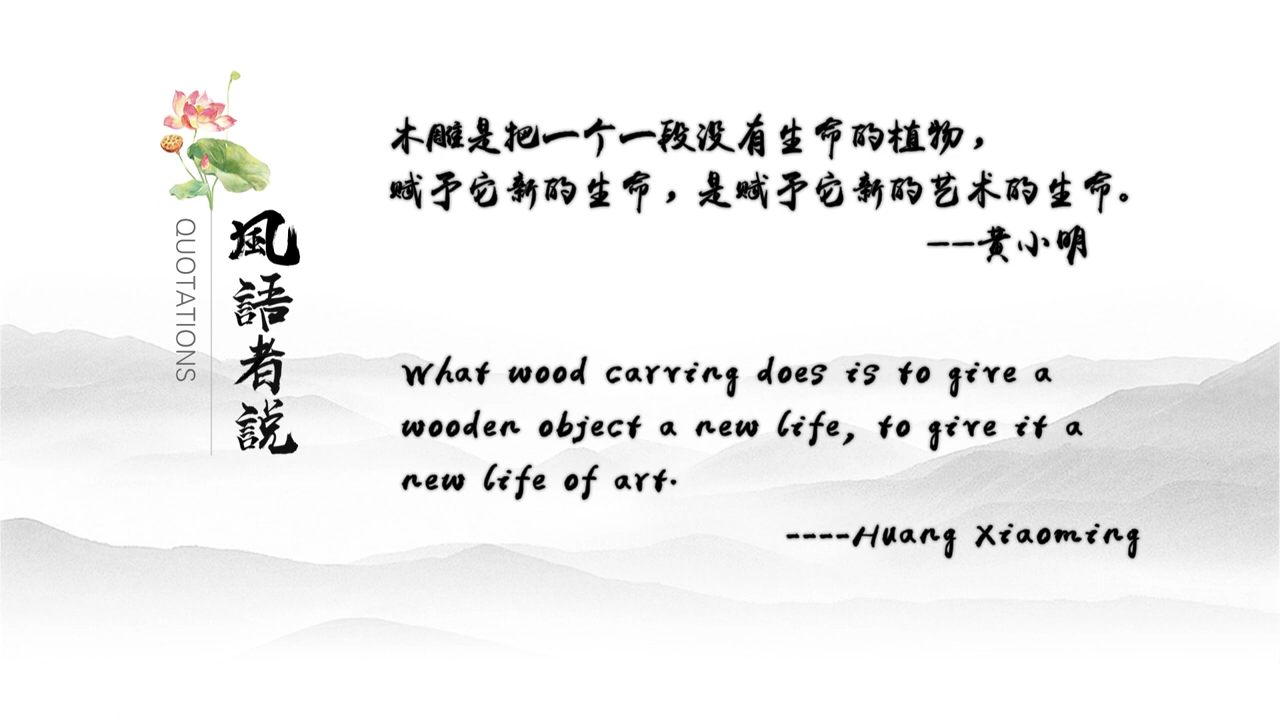 風語者説
QUOTATIONS
木雕是把一个一段没有生命的植物，
赋予它新的生命，是赋予它新的艺术的生命。
——黄小明
What wood carving does is to give a
wooden object a new life, to give it a
new life of art.
----Huang Xiaoming